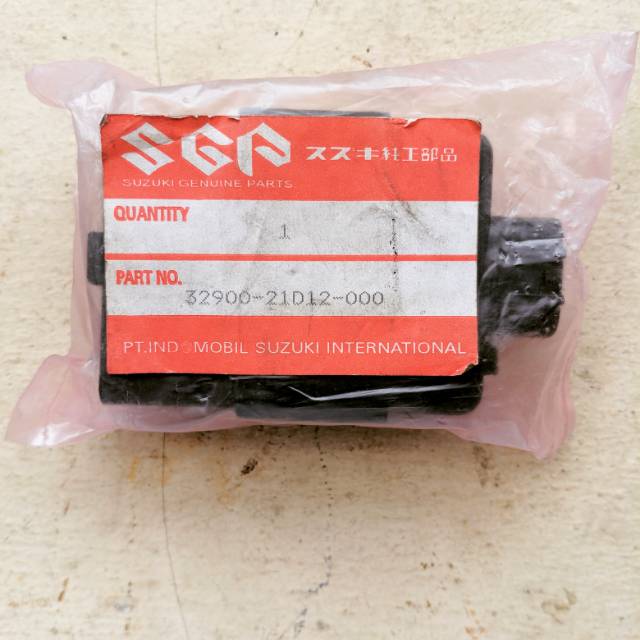 SGP スズキ純正部品
SUZUKI GENUINE PARTS
QUANTITY
1
PART NO.
32900-21D12-000
PT.INDOMOBIL SUZUKI INTERNATIONAL